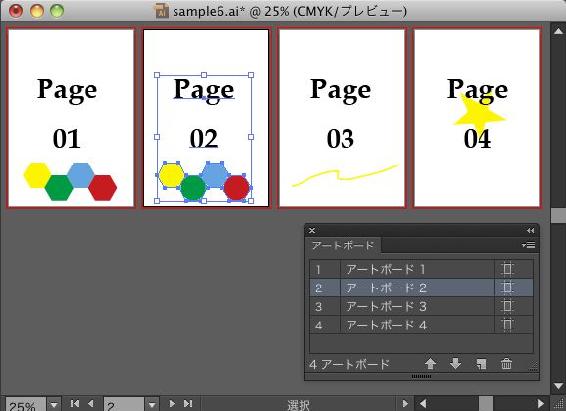 sample6.ai* @ 25% (CMYK/プレビュー)
Page
01
Page
02
Page
03
Page
04
アートボード
1 アートボード 1
2 アートボード 2
3 アートボード 3
4 アートボード 4
4 アートボード
25% 2 選択